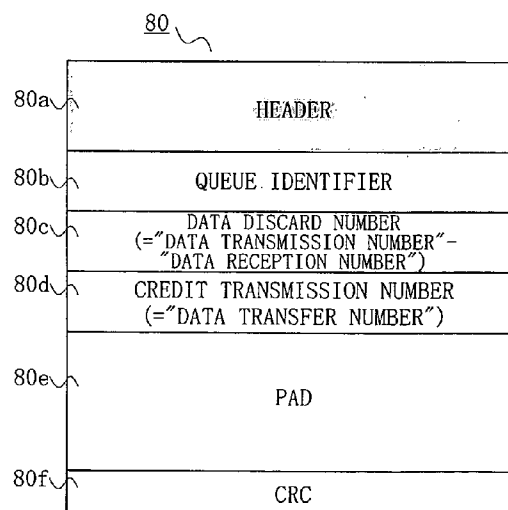 80
80a
HEADER
80b
QUEUE IDENTIFIER
80c
DATA DISCARD NUMBER
(="DATA TRANSMISSION NUMBER"-
"DATA RECEPTION NUMBER")
80d
CREDIT TRANSMISSION NUMBER
(="DATA TRANSFER NUMBER")
80e
PAD
80f
CRC